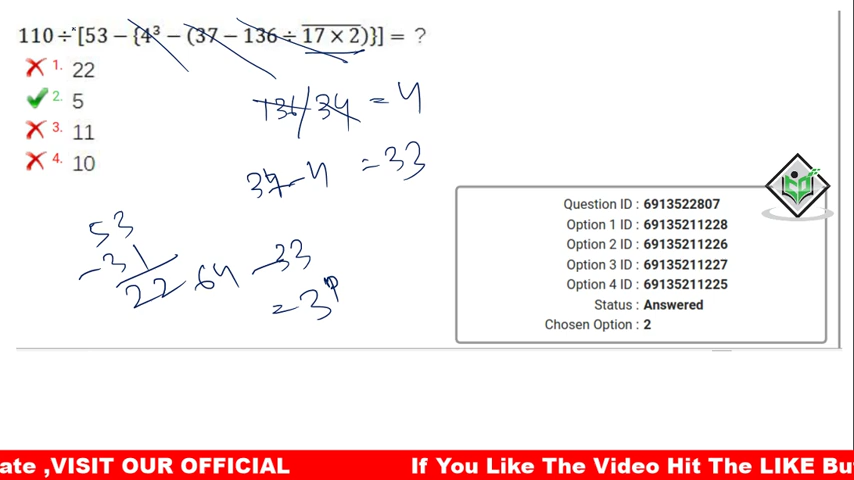 110 ÷ [53 − {4³ − (37 − 136 ÷ 17 × 2)}] = ?
1. 22
2. 5
3. 11
4. 10
136/34 = 4
37-4 = 33
53
-31
22
64 - 33
= 31
Question ID : 6913522807
Option 1 ID : 69135211228
Option 2 ID : 69135211226
Option 3 ID : 69135211227
Option 4 ID : 69135211225
Status : Answered
Chosen Option : 2
ate ,VISIT OUR OFFICIAL If You Like The Video Hit The LIKE Bu